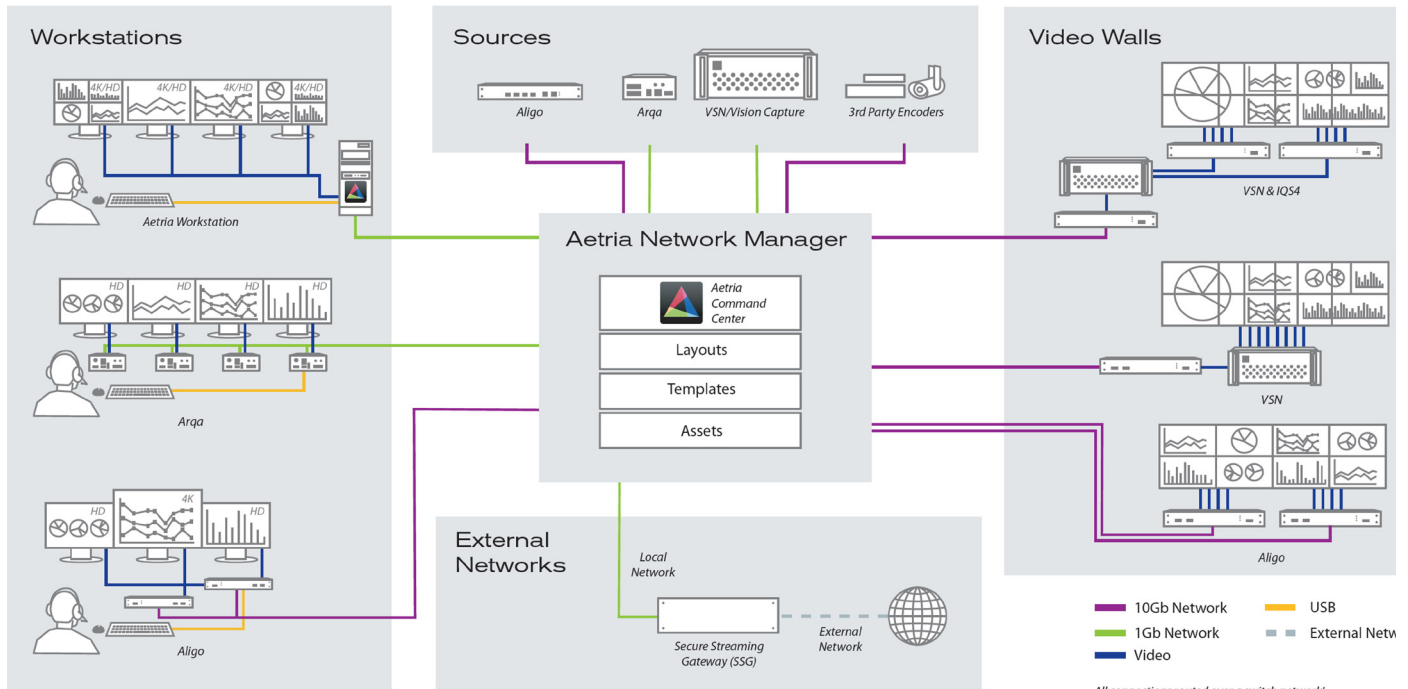 Workstations
4K/HD
4K/HD
4K/HD
4K/HD
Aetria Workstation
HD
HD
HD
HD
Arqa
HD
4K
HD
Aligo
Sources
Aligo
Arqa
VSN/Vision Capture
3rd Party Encoders
Aetria Network Manager
Aetria
Command
Center
Layouts
Templates
Assets
External
Networks
Local
Network
Secure Streaming
Gateway (SSG)
External
Network
Video Walls
VSN & IQS4
VSN
Aligo
10Gb Network
USB
1Gb Network
External Netw
Video